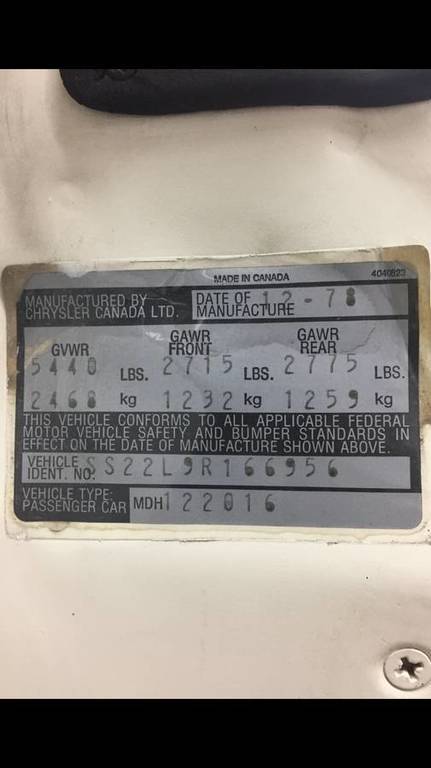 MADE IN CANADA 4040823
MANUFACTURED BY CHRYSLER CANADA LTD. DATE OF MANUFACTURE 12-78
GVWR GAWR FRONT GAWR REAR
5440 LBS. 2715 LBS. 2775 LBS.
2468 kg 1232 kg 1259 kg
THIS VEHICLE CONFORMS TO ALL APPLICABLE FEDERAL
MOTOR VEHICLE SAFETY AND BUMPER STANDARDS IN
EFFECT ON THE DATE OF MANUFACTURE SHOWN ABOVE.
VEHICLE IDENT. NO: SS22L9R166956
VEHICLE TYPE: PASSENGER CAR MDH 122016